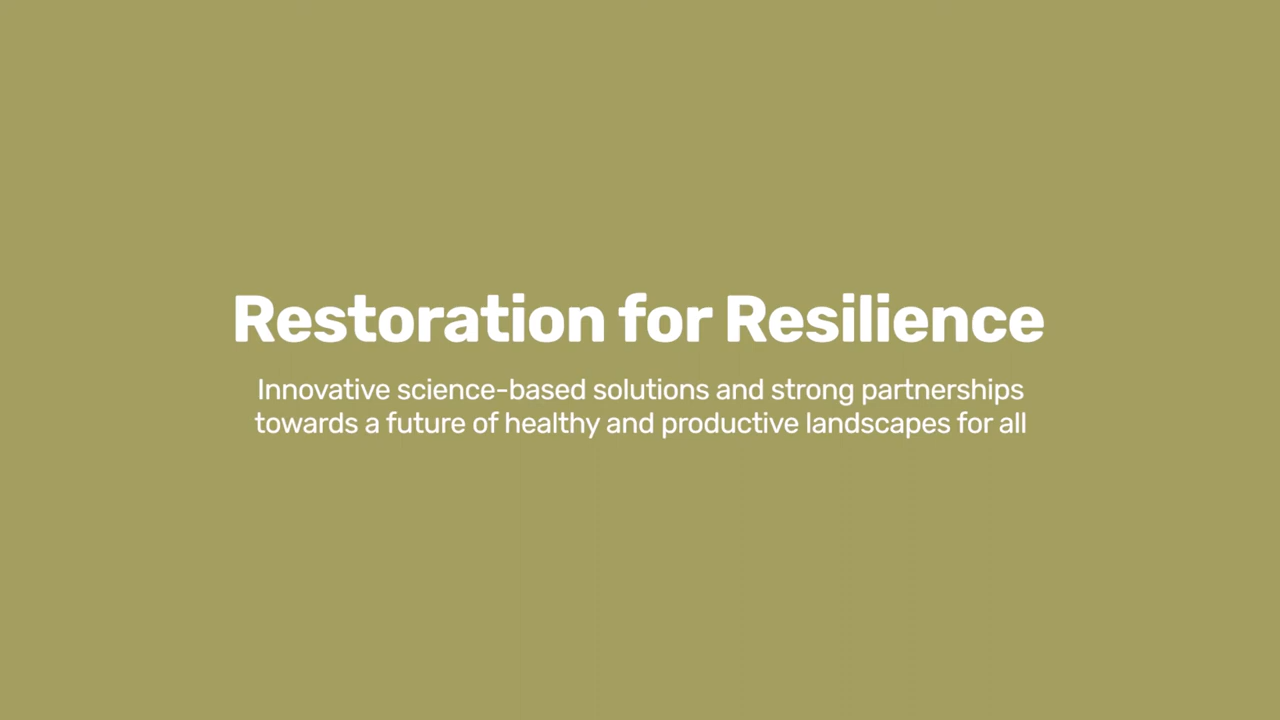 Restoration for Resilience
Innovative science-based solutions and strong partnerships
towards a future of healthy and productive landscapes for all